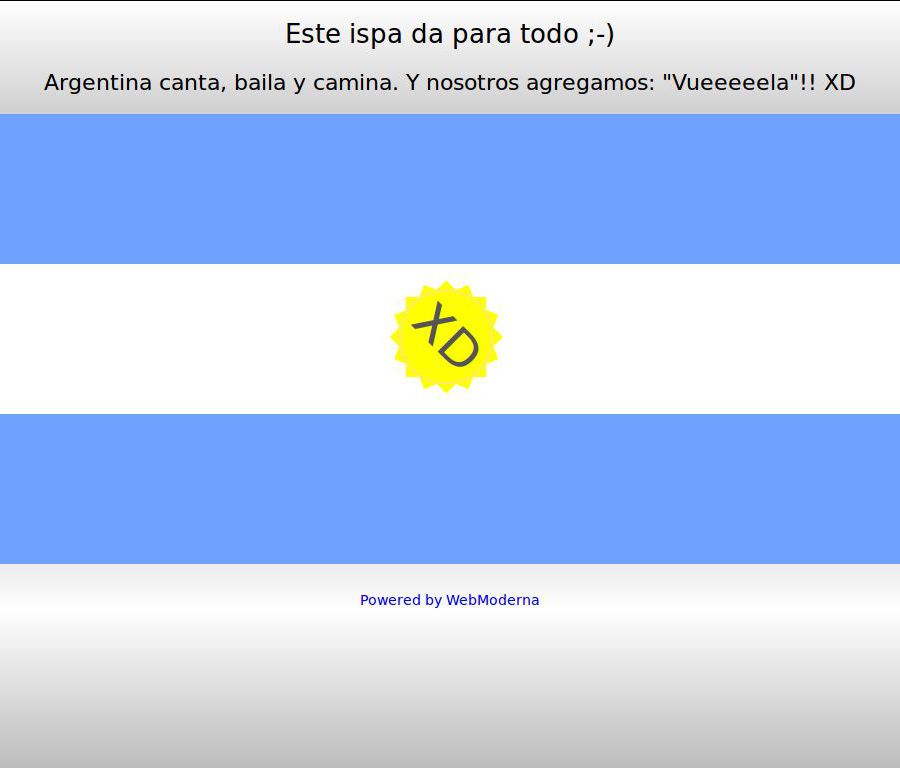 Este ispa da para todo ;-)
Argentina canta, baila y camina. Y nosotros agregamos: "Vueeeeela"!! XD
XD
Powered by WebModerna